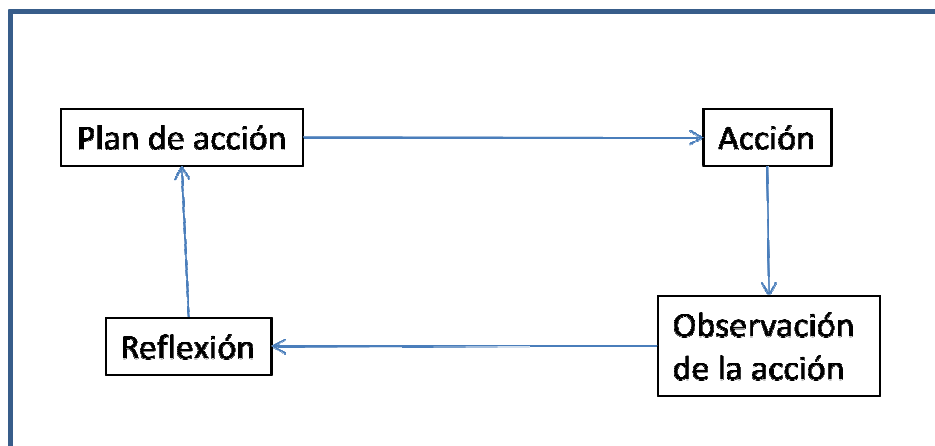 Plan de acción
Acción
Observación
de la acción
Reflexión